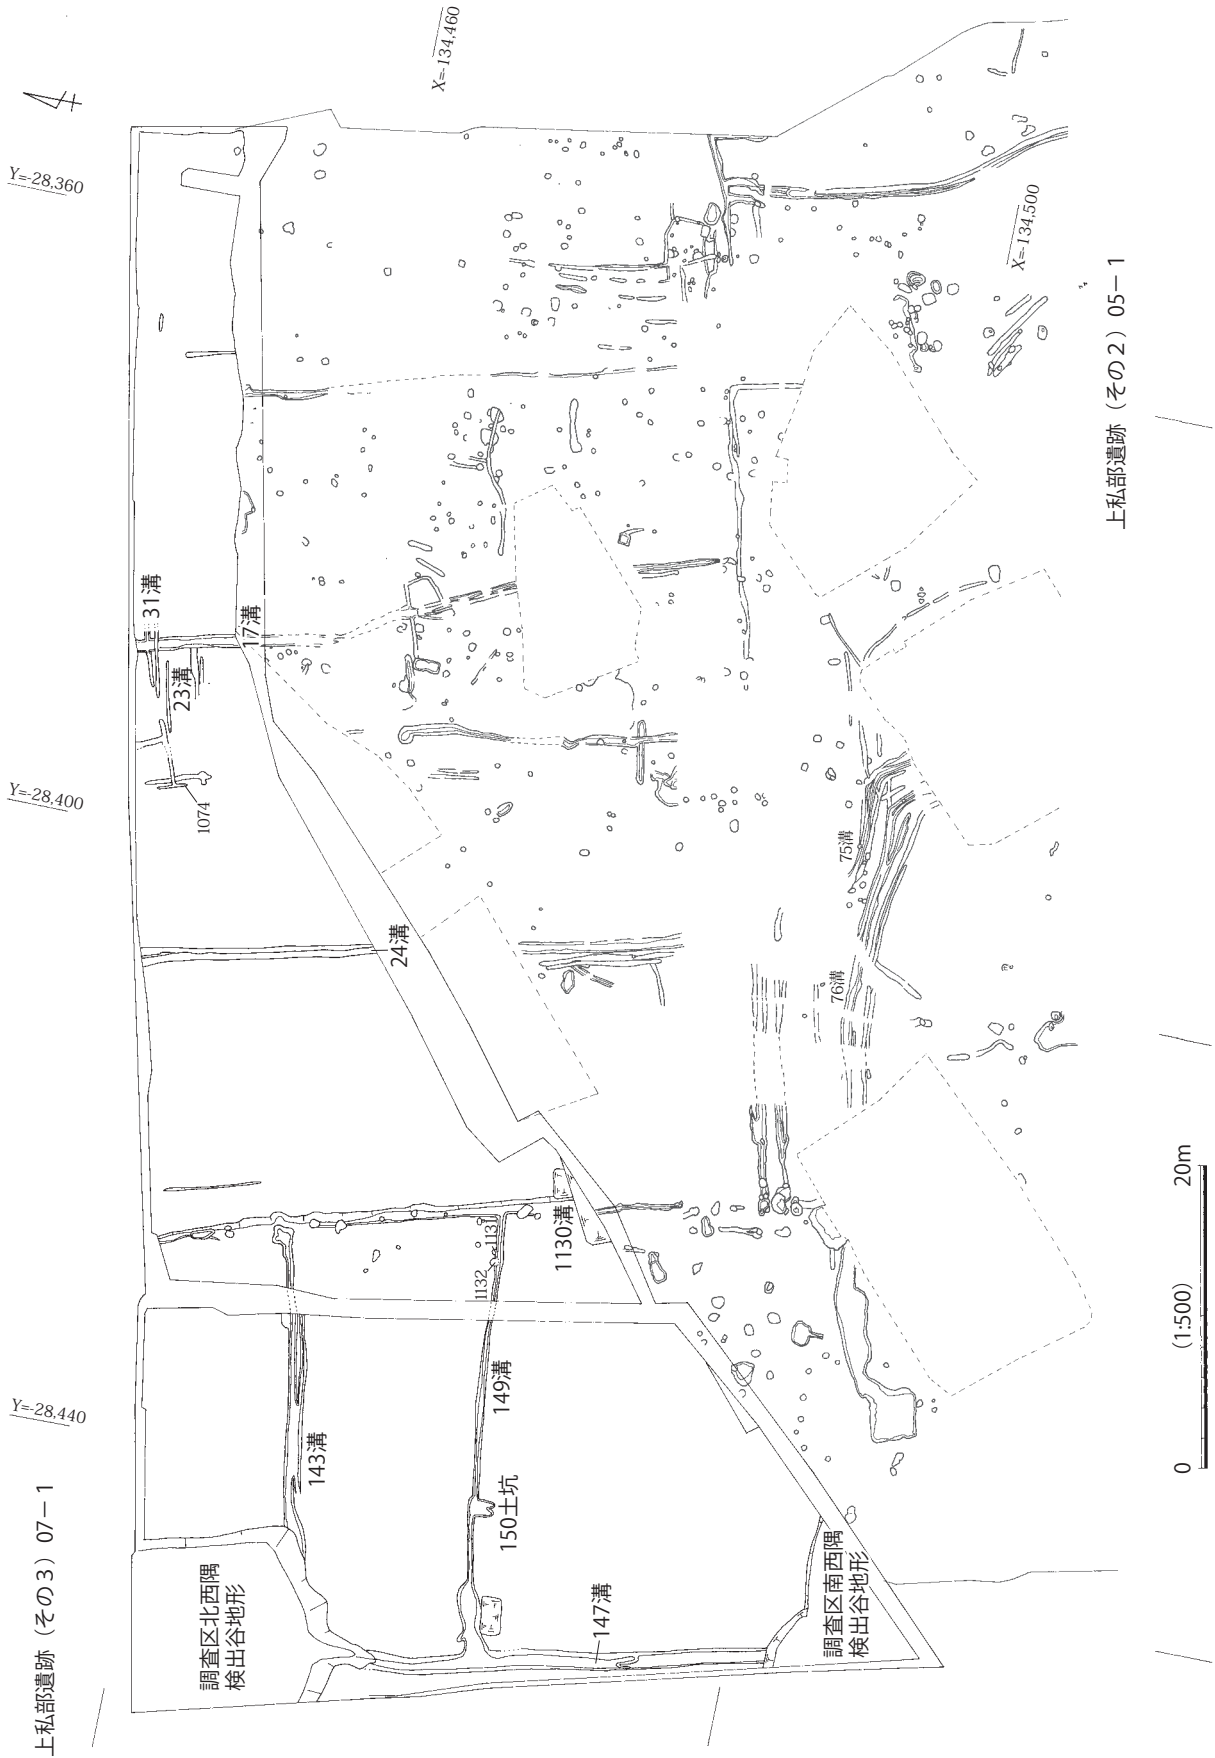 上私部遺跡（その３）07－1
上私部遺跡（その２）05－1
Y=-28,440
Y=-28,400
Y=-28,360
X=-134,460
X=-134,500
調査区北西隅
検出谷地形
調査区南西隅
検出谷地形
143溝
147溝
149溝
150土坑
1130溝
1131
1132
24溝
1074
23溝
31溝
17溝
75溝
76溝
0
(1:500)
20m